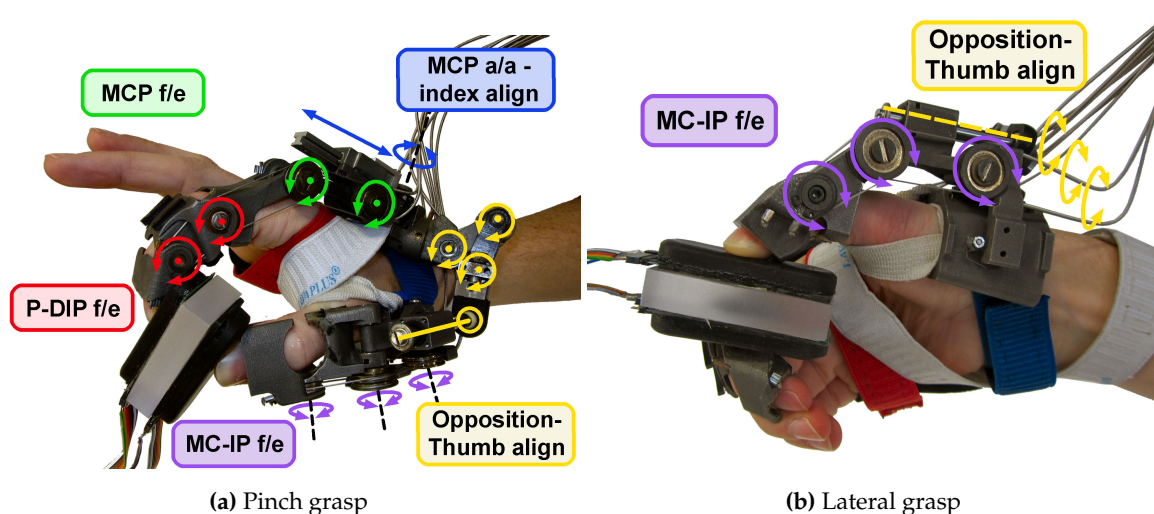 MCP f/e
MCP a/a -
index align
P-DIP f/e
PLUS®
MC-IP f/e
Opposition-
Thumb align
(a) Pinch grasp
Opposition-
Thumb align
MC-IP f/e
(b) Lateral grasp